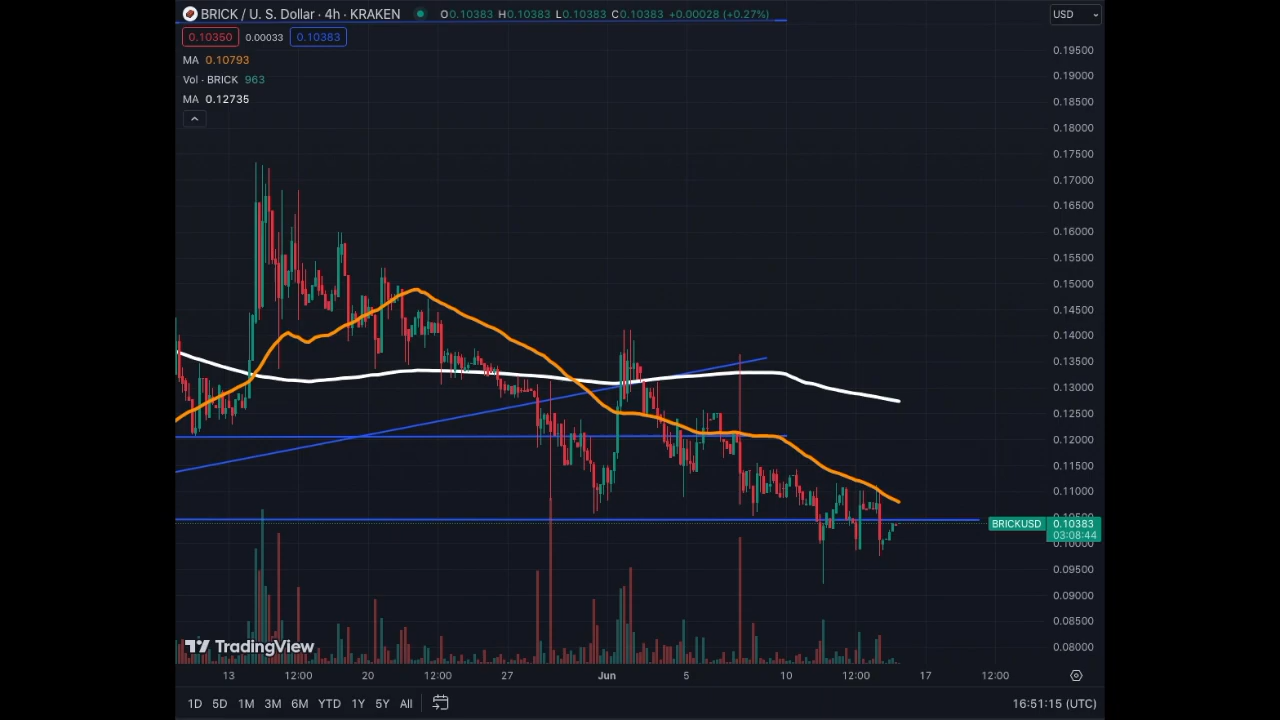 BRICK / U. S. Dollar · 4h · KRAKEN O0.10383 H0.10383 L0.10383 C0.10383 +0.00028 (+0.27%) USD
0.10350 0.00033 0.10383
MA 0.10793
Vol · BRICK 963
MA 0.12735
0.19500
0.19000
0.18500
0.18000
0.17500
0.17000
0.16500
0.16000
0.15500
0.15000
0.14500
0.14000
0.13500
0.13000
0.12500
0.12000
0.11500
0.11000
0.10500
BRICKUSD 0.10383
03:08:44
0.10000
0.09500
0.09000
0.08500
0.08000
TradingView
13 12:00 20 12:00 27 Jun 5 10 12:00 17 12:00
1D 5D 1M 3M 6M YTD 1Y 5Y All 16:51:15 (UTC)